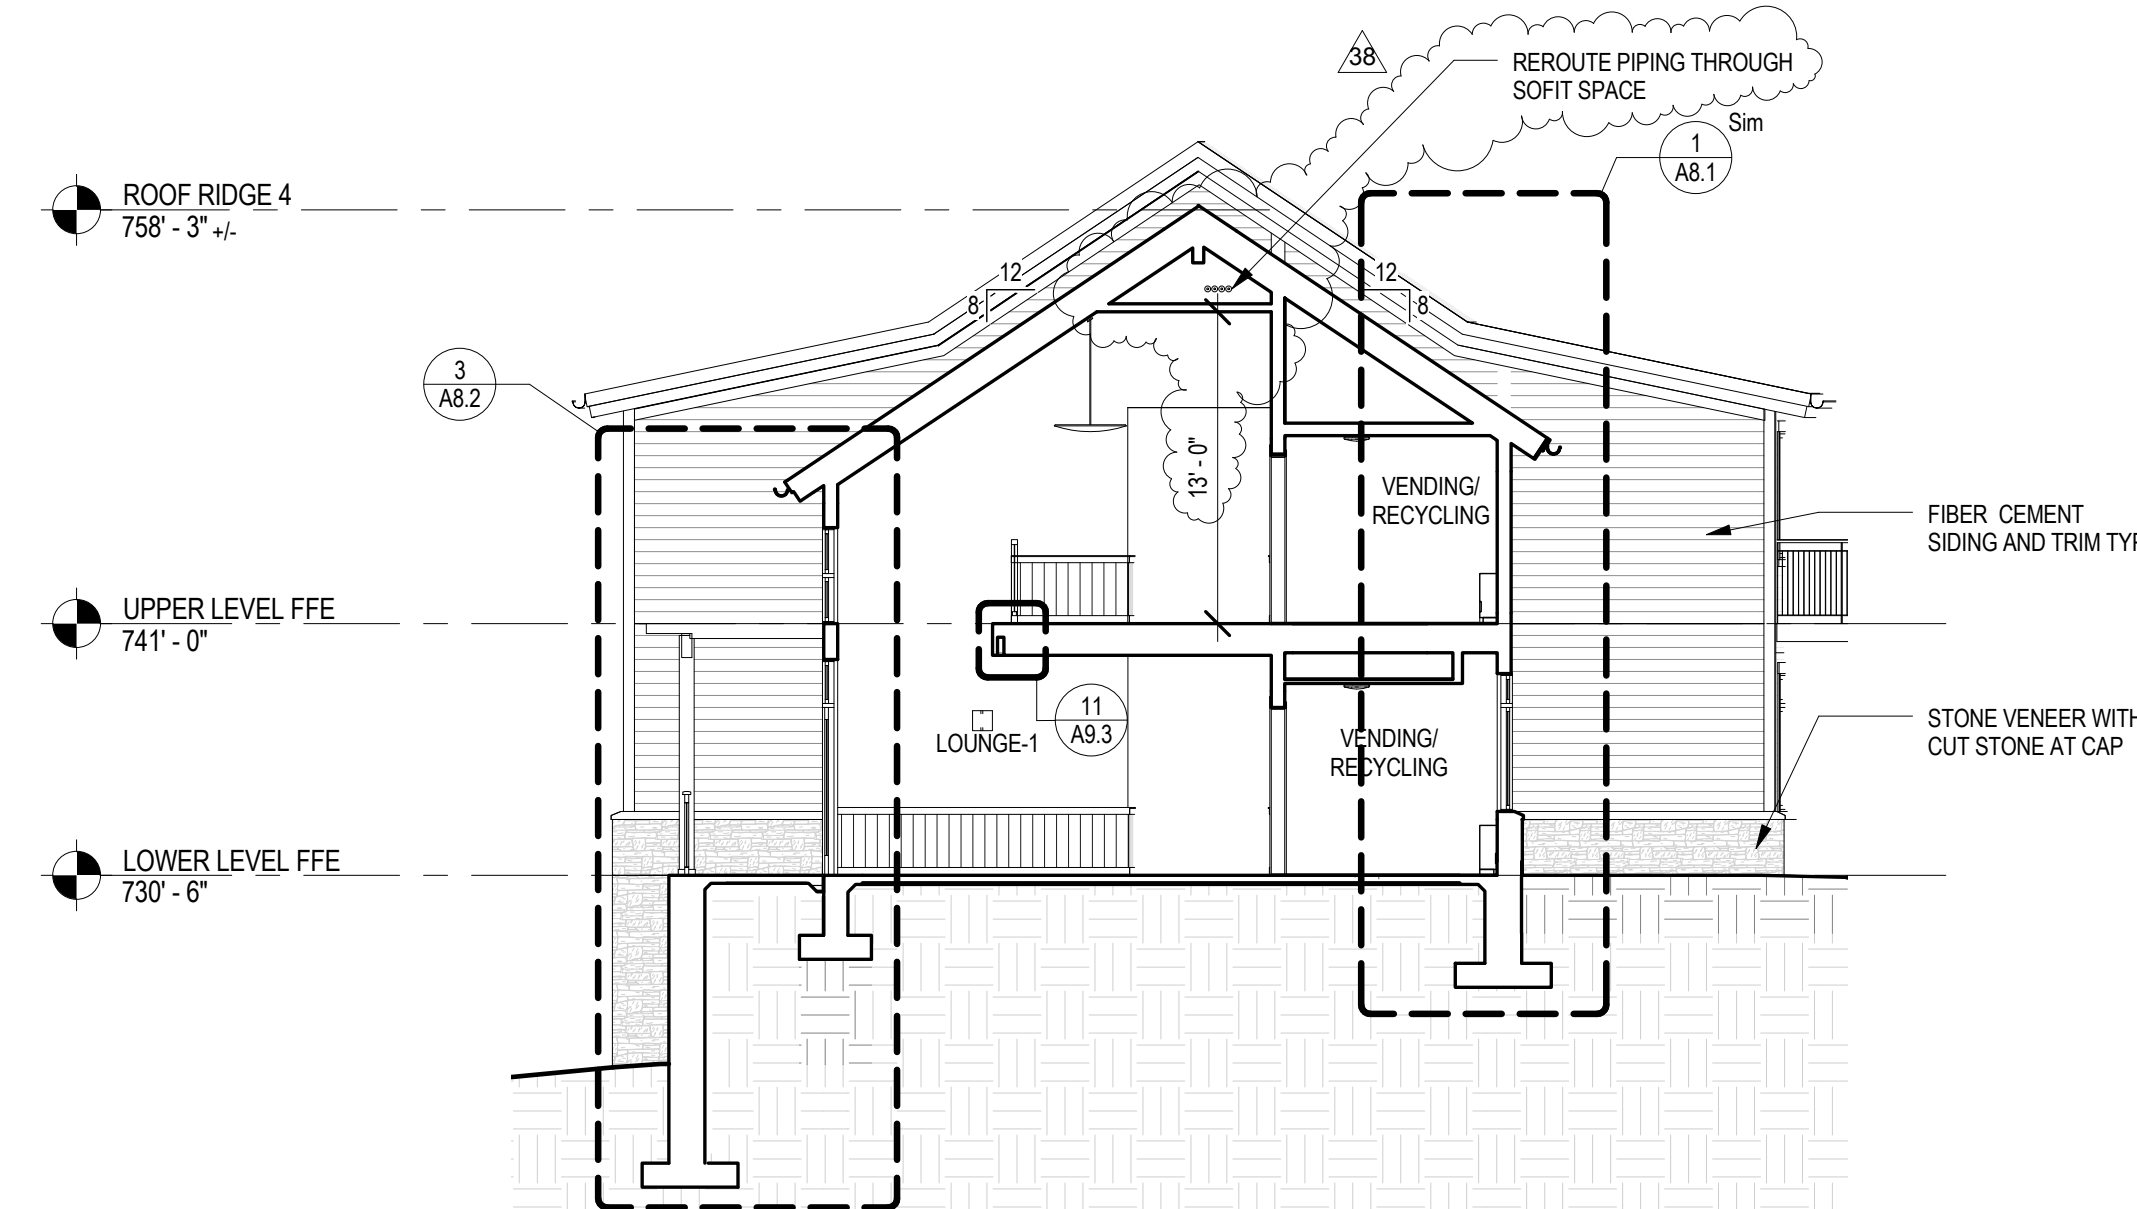 38
REROUTE PIPING THROUGH
SOFIT SPACE
Sim
1
A8.1
ROOF RIDGE 4
758' - 3" +/-
12
8
12
8
3
A8.2
13' - 0"
VENDING/
RECYCLING
FIBER CEMENT
SIDING AND TRIM TYP
UPPER LEVEL FFE
741' - 0"
11
A9.3
LOUNGE-1
VENDING/
RECYCLING
STONE VENEER WITH
CUT STONE AT CAP
LOWER LEVEL FFE
730' - 6"